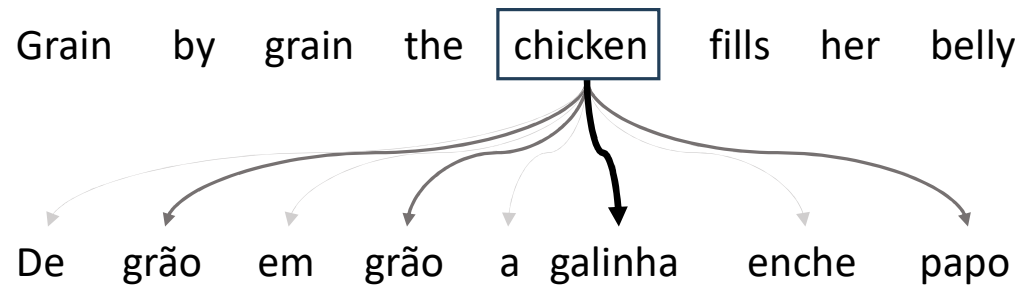 Grain by grain the chicken fills her belly
De grão em grão a galinha enche papo